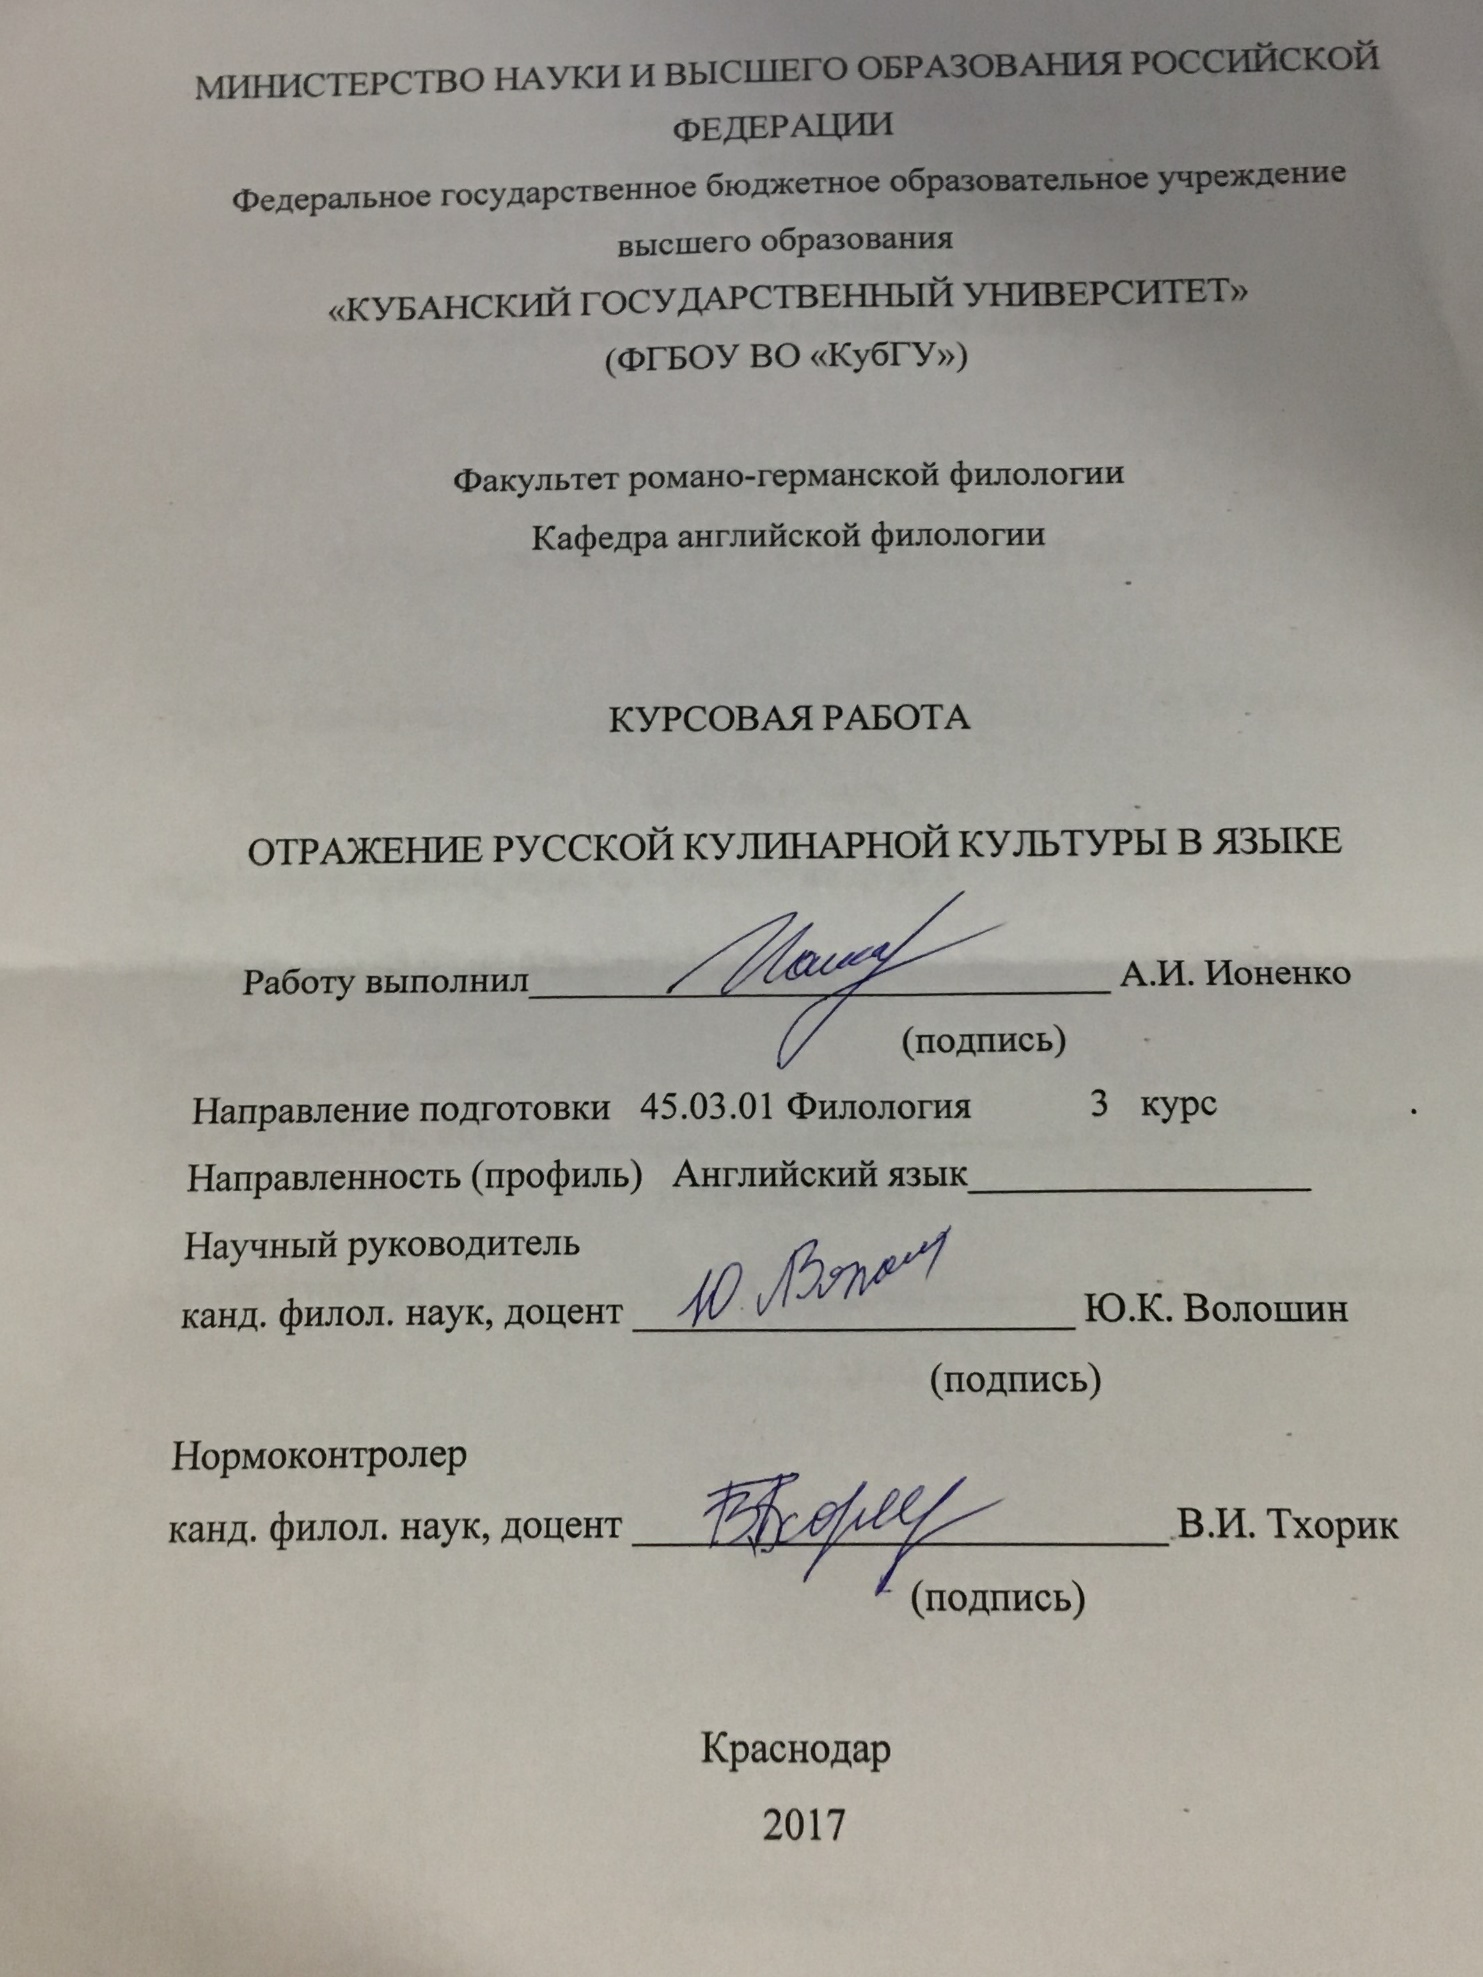 МИНИСТЕРСТВО НАУКИ И ВЫСШЕГО ОБРАЗОВАНИЯ РОССИЙСКОЙ
ФЕДЕРАЦИИ
Федеральное государственное бюджетное образовательное учреждение
высшего образования
«КУБАНСКИЙ ГОСУДАРСТВЕННЫЙ УНИВЕРСИТЕТ»
(ФГБОУ ВО «КубГУ»)
Факультет романо-германской филологии
Кафедра английской филологии
КУРСОВАЯ РАБОТА
ОТРАЖЕНИЕ РУССКОЙ КУЛИНАРНОЙ КУЛЬТУРЫ В ЯЗЫКЕ
Работу выполнил А.И. Ионенко
(подпись)
Направление подготовки 45.03.01 Филология 3 курс
Направленность (профиль) Английский язык
Научный руководитель
канд. филол. наук, доцент Ю.К. Волошин
(подпись)
Нормоконтролер
канд. филол. наук, доцент В.И. Тхорик
(подпись)
Краснодар
2017